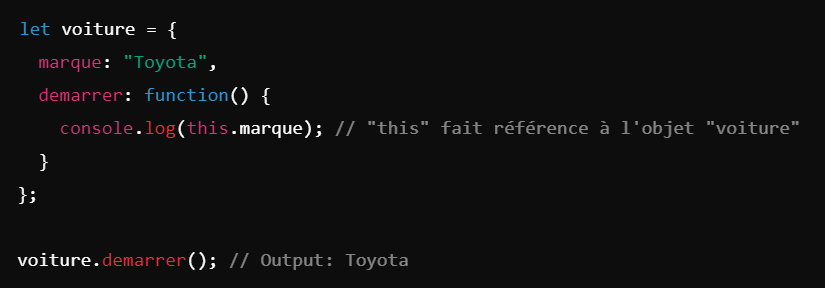 let voiture = {
  marque: "Toyota",
  demarrer: function() {
    console.log(this.marque); // "this" fait référence à l'objet "voiture"
  }
};

voiture.demarrer(); // Output: Toyota